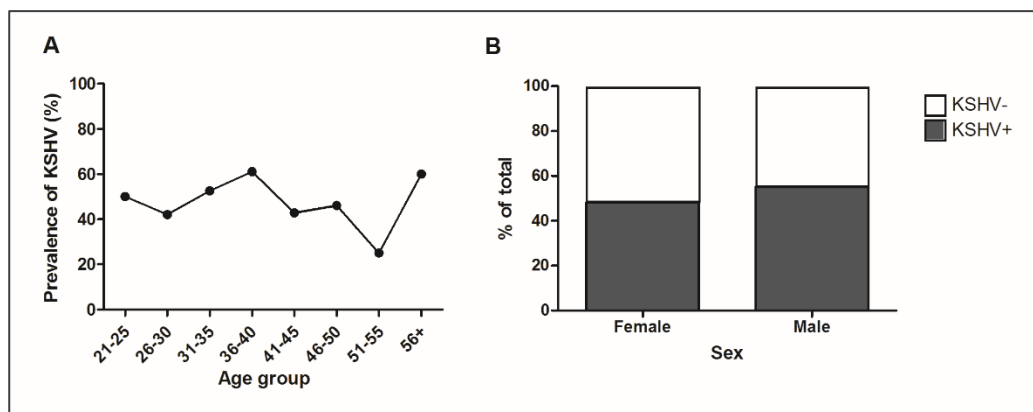 A
Prevalence of KSHV (%)
100
80
60
40
20
0
21-25
26-30
31-35
36-40
41-45
46-50
51-55
56+
Age group
B
% of total
100
80
60
40
20
0
Female
Male
Sex
KSHV-
KSHV+